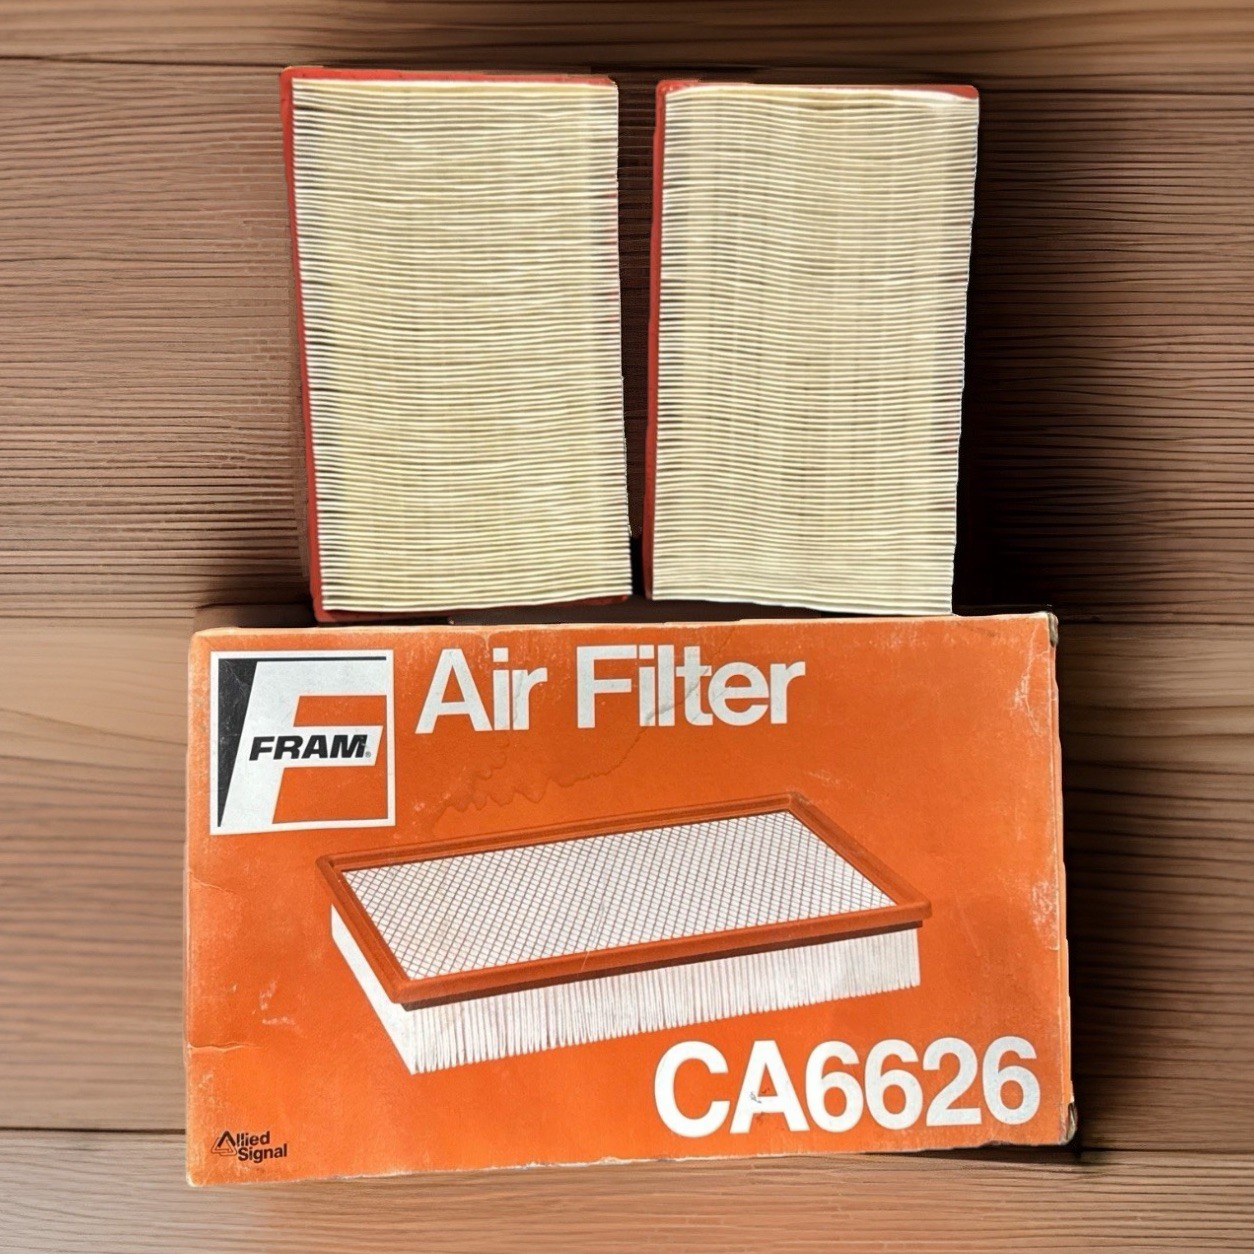 Air Filter
FRAM®
CA6626
Allied
Signal